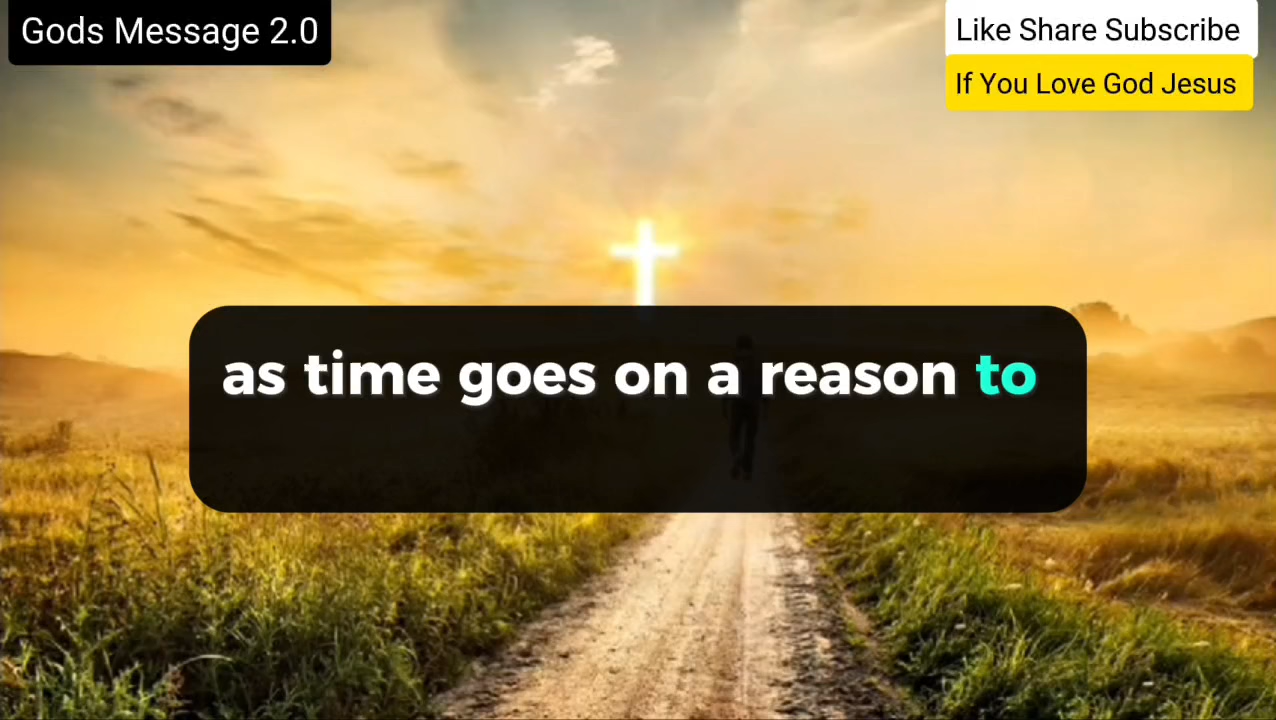 Gods Message 2.0
Like Share Subscribe
If You Love God Jesus
as time goes on a reason to